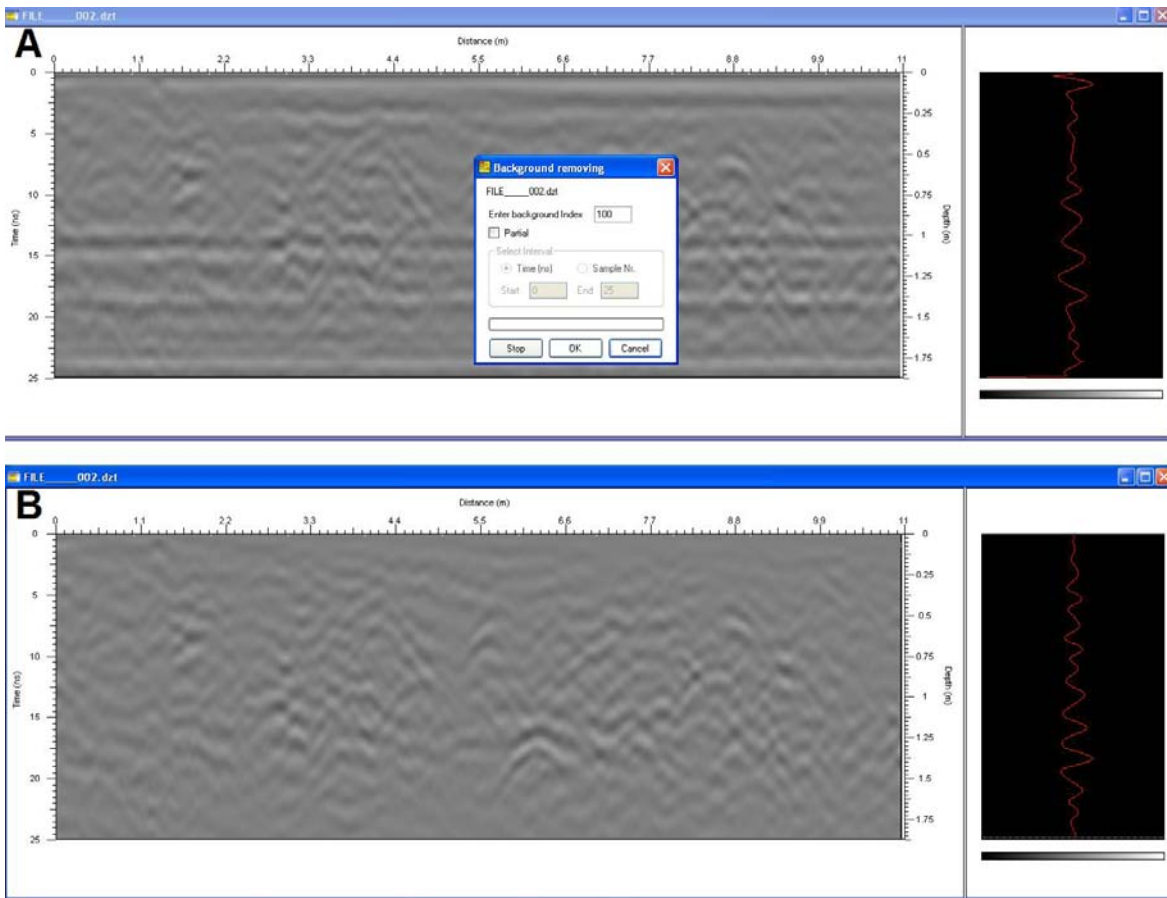 FILE_____002.dzt
A
Distance (m)
0 1,1 2,2 3,3 4,4 5,5 6,6 7,7 8,8 9,9 11
0 0
0.25
5
0.5
0.75
10
1
15
1.25
20 1.5
1.75
25
Time (ns)
Depth (m)
Background removing
FILE_____002.dzt
Enter background Index 100
Partial
Select Interval
Time (ns) Sample Nr.
Start 0 End 25
Stop OK Cancel
FILE_____002.dzt
B
Distance (m)
0 1,1 2,2 3,3 4,4 5,5 6,6 7,7 8,8 9,9 11
0 0
0.25
5
0.5
10 0.75
1
15
1.25
20 1.5
1.75
25
Time (ns)
Depth (m)